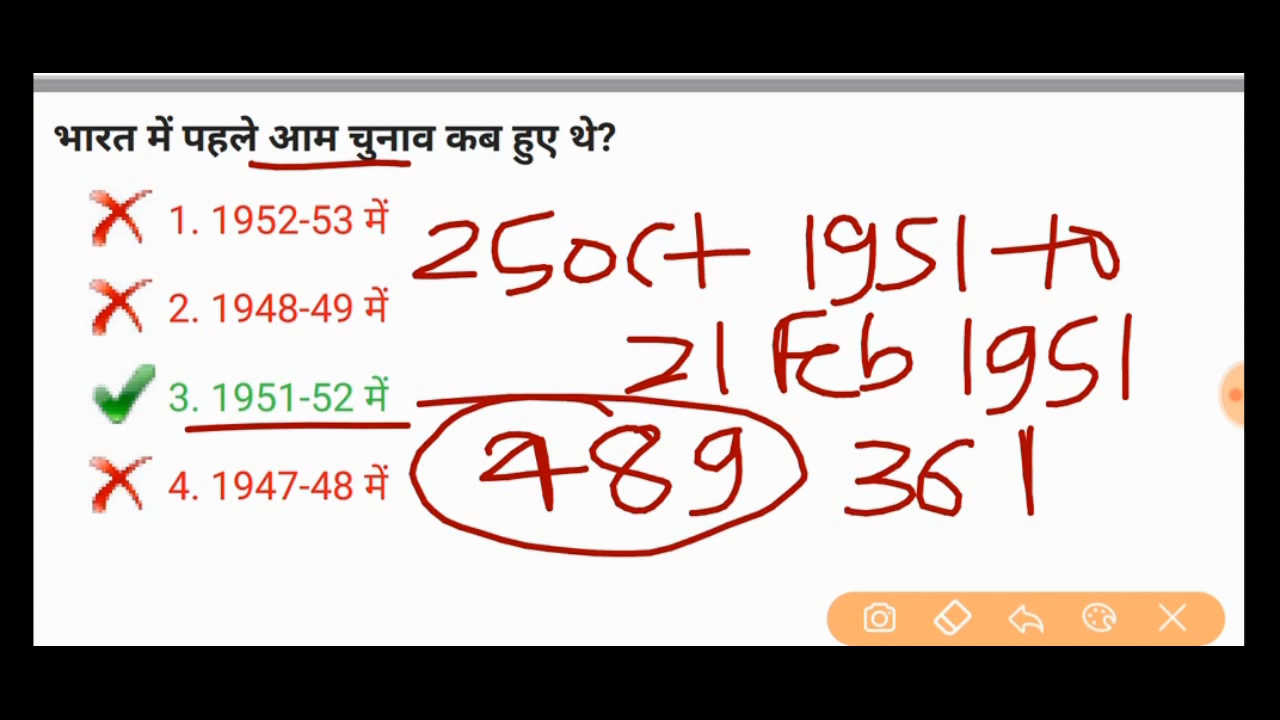 भारत में पहले आम चुनाव कब हुए थे?
1. 1952-53 में
25 oct 1951 to
2. 1948-49 में
21 Feb 1951
3. 1951-52 में
489 361
4. 1947-48 में